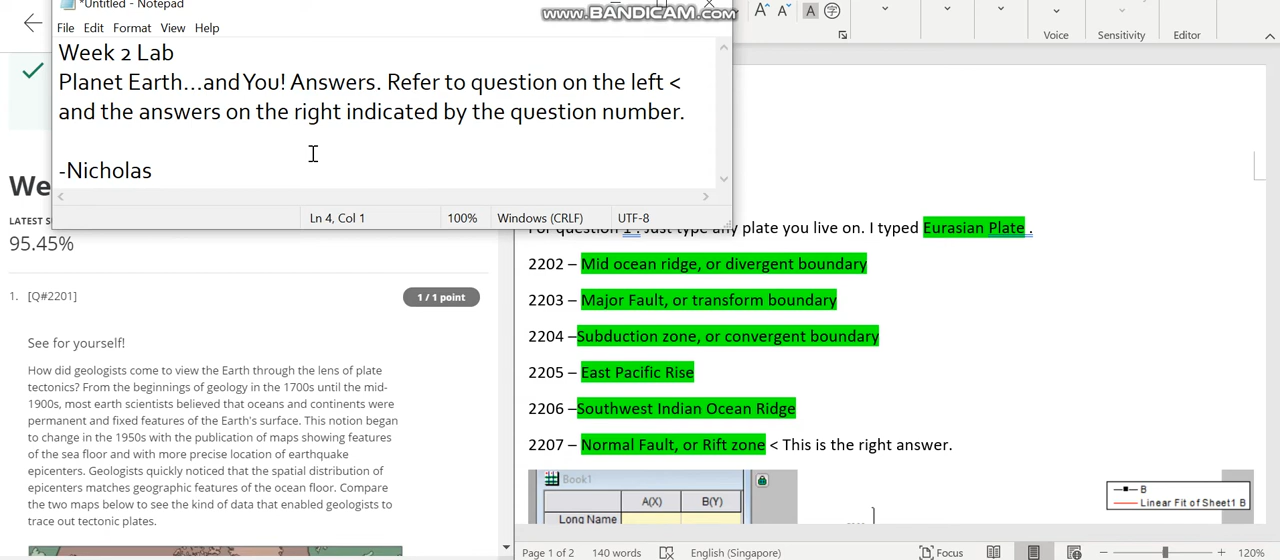 *Untitled - Notepad
www.BANDICAM.com
File Edit Format View Help
Week 2 Lab
Planet Earth...and You! Answers. Refer to question on the left <
and the answers on the right indicated by the question number.
-Nicholas
Ln 4, Col 1 100% Windows (CRLF) UTF-8
A A A 字
Voice Sensitivity Editor
We
LATEST S
95.45%
1. [Q#2201]
1 / 1 point
See for yourself!
How did geologists come to view the Earth through the lens of plate
tectonics? From the beginnings of geology in the 1700s until the mid-
1900s, most earth scientists believed that oceans and continents were
permanent and fixed features of the Earth's surface. This notion began
to change in the 1950s with the publication of maps showing features
of the sea floor and with more precise location of earthquake
epicenters. Geologists quickly noticed that the spatial distribution of
epicenters matches geographic features of the ocean floor. Compare
the two maps below to see the kind of data that enabled geologists to
trace out tectonic plates.
For question 1 : Just type any plate you live on. I typed Eurasian Plate .
2202 – Mid ocean ridge, or divergent boundary
2203 – Major Fault, or transform boundary
2204 –Subduction zone, or convergent boundary
2205 – East Pacific Rise
2206 –Southwest Indian Ocean Ridge
2207 – Normal Fault, or Rift zone < This is the right answer.
Book1
A(X) B(Y)
Long Name
B
Linear Fit of Sheet1 B
Page 1 of 2 140 words English (Singapore) Focus 120%